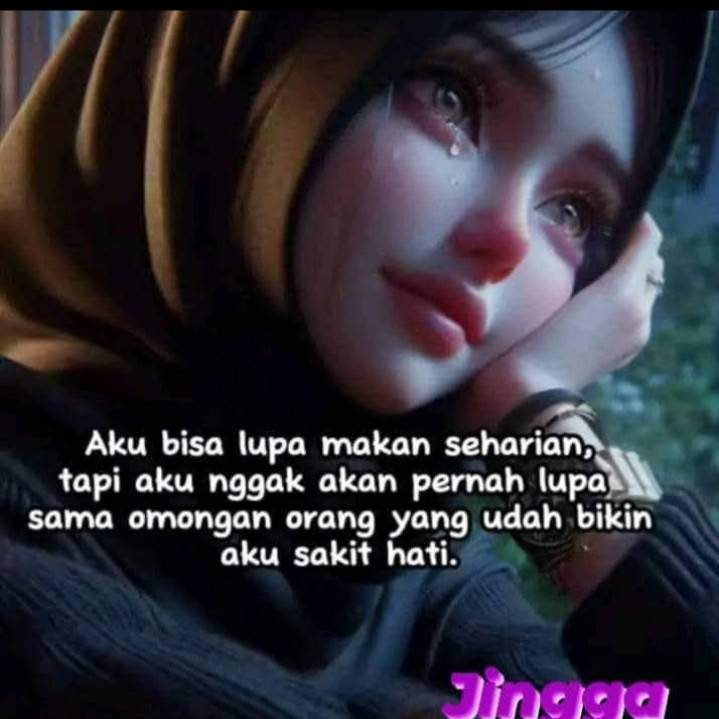 Aku bisa lupa makan seharian,
tapi aku nggak akan pernah lupa
sama omongan orang yang udah bikin
aku sakit hati.
Jingga